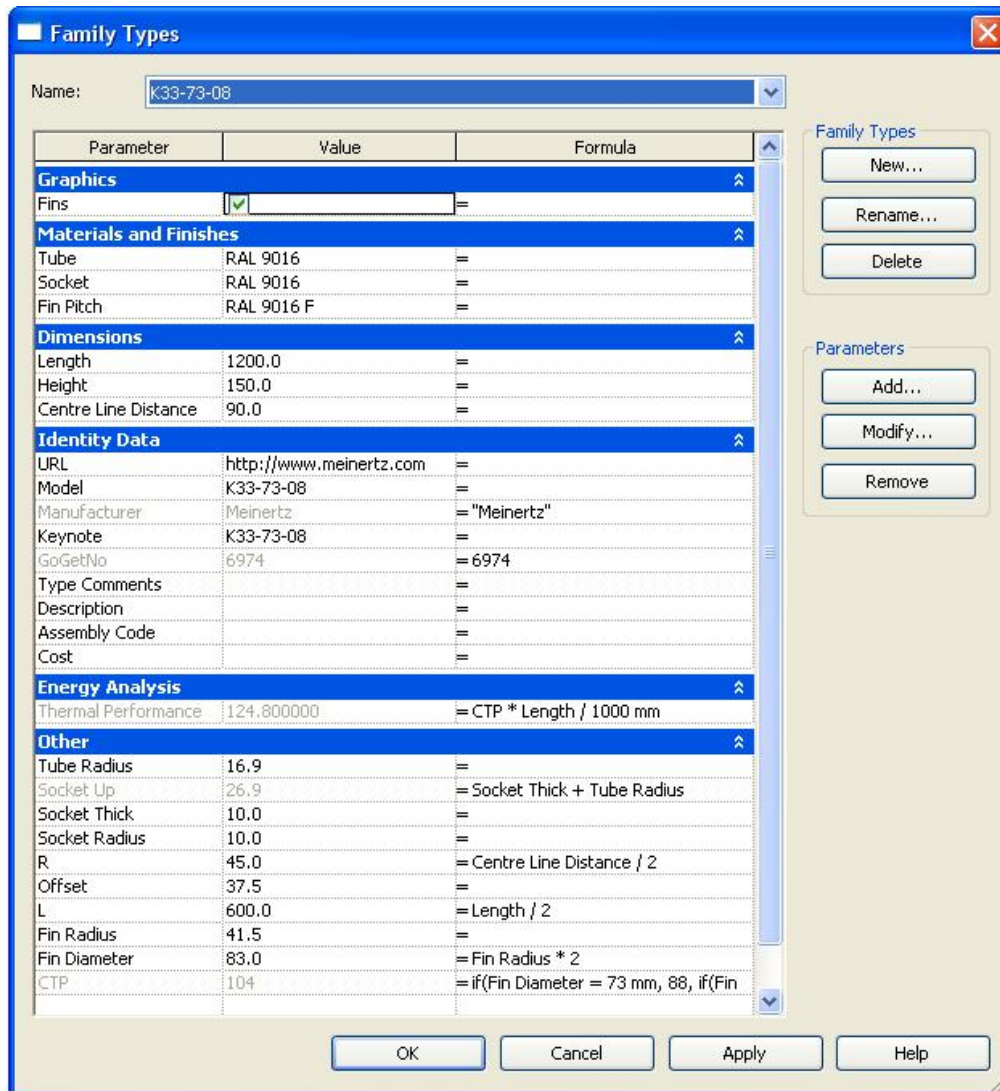 Family Types
Name: K33-73-08
Parameter Value Formula
Graphics
Fins =
Materials and Finishes
Tube RAL 9016 =
Socket RAL 9016 =
Fin Pitch RAL 9016 F =
Dimensions
Length 1200.0 =
Height 150.0 =
Centre Line Distance 90.0 =
Identity Data
URL http://www.meinertz.com =
Model K33-73-08 =
Manufacturer Meinertz = "Meinertz"
Keynote K33-73-08 =
GoGetNo 6974 = 6974
Type Comments =
Description =
Assembly Code =
Cost =
Energy Analysis
Thermal Performance 124.800000 = CTP * Length / 1000 mm
Other
Tube Radius 16.9 =
Socket Up 26.9 = Socket Thick + Tube Radius
Socket Thick 10.0 =
Socket Radius 10.0 =
R 45.0 = Centre Line Distance / 2
Offset 37.5 =
L 600.0 = Length / 2
Fin Radius 41.5 =
Fin Diameter 83.0 = Fin Radius * 2
CTP 104 = if(Fin Diameter = 73 mm, 88, if(Fin
Family Types
New...
Rename...
Delete
Parameters
Add...
Modify...
Remove
OK Cancel Apply Help